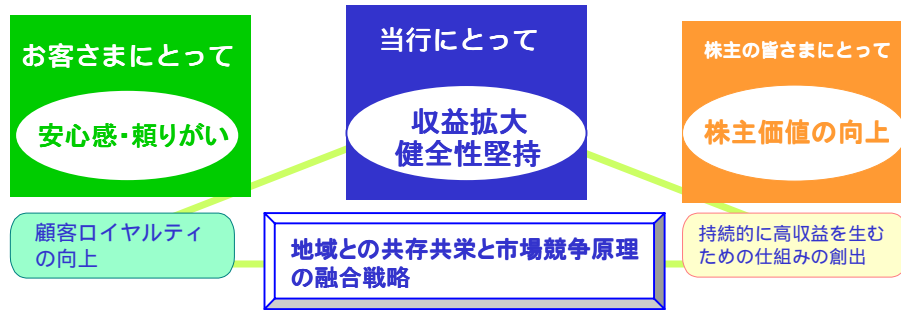 お客さまにとって
安心感・頼りがい
当行にとって
収益拡大
健全性堅持
株主の皆さまにとって
株主価値の向上
顧客ロイヤルティ
の向上
地域との共存共栄と市場競争原理
の融合戦略
持続的に高収益を生む
ための仕組みの創出